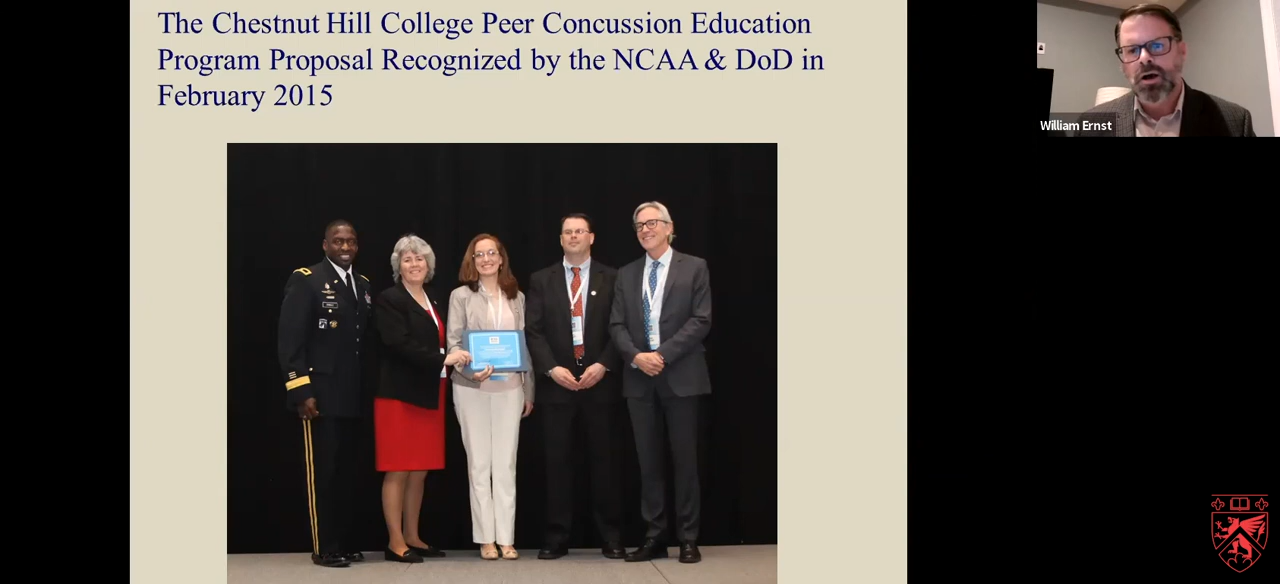 The Chestnut Hill College Peer Concussion Education
Program Proposal Recognized by the NCAA & DoD in
February 2015
William Ernst